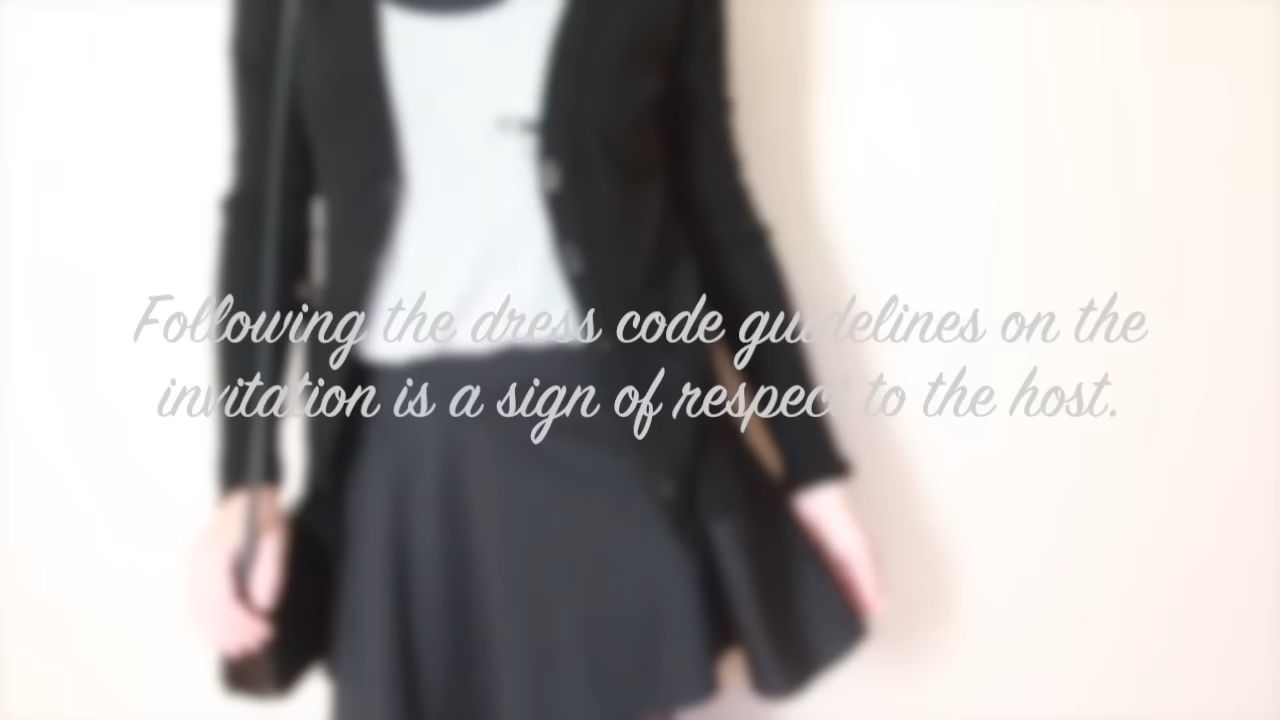 Following the dress code guidelines on the
invitation is a sign of respect to the host.